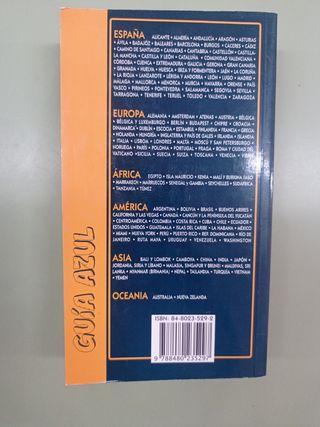 ESPAÑA ALICANTE • ALMERÍA • ANDALUCÍA • ARAGÓN • ASTURIAS
• ÁVILA • BADAJOZ • BALEARES • BARCELONA • BURGOS • CÁCERES • CÁDIZ
• CAMINO DE SANTIAGO • CANARIAS • CANTABRIA • CASTELLÓN • CASTILLA-
LA MANCHA • CASTILLA Y LEÓN • CATALUÑA • COMUNIDAD VALENCIANA •
CÓRDOBA • CUENCA • EXTREMADURA • GALICIA • GERONA • GRAN CANARIA
• GRANADA • HUELVA • HUESCA • IBIZA Y FORMENTERA • JAÉN • LA CORUÑA
• LA RIOJA • LANZAROTE • LÉRIDA Y ANDORRA • LEÓN • LUGO • MADRID •
MÁLAGA • MALLORCA • MENORCA • MURCIA • NAVARRA • ORENSE • PAÍS
VASCO • PIRINEOS • PONTEVEDRA • SALAMANCA • SEGOVIA • SEVILLA •
TARRAGONA • TENERIFE • TERUEL • TOLEDO • VALENCIA • ZARAGOZA
EUROPA ALEMANIA • AMSTERDAM • ATENAS • AUSTRIA • BÉLGICA
• BÉLGICA Y LUXEMBURGO • BERLÍN • BUDAPEST • CHIPRE • CROATIA •
DINAMARCA • DUBLÍN • ESCOCIA • ESTAMBUL • FINLANDIA • FRANCIA • GRECIA •
HOLANDA • HUNGRÍA • INGLATERRA Y PAÍS DE GALES • IRLANDA • ISLANDIA
• ITALIA • LISBOA • LONDRES • MALTA • MOSCÚ Y SAN PETERSBURGO •
NORUEGA • PARÍS • POLONIA • PORTUGAL • PRAGA • ROMA Y CIUDAD DEL
VATICANO • SICILIA • SUECIA • SUIZA • TOSCANA • VENECIA • VIENA
ÁFRICA EGIPTO • ISLA MAURICIO • KENIA • MALÍ Y BURKINA FASO
• MARRAKECH • MARRUECOS • SENEGAL Y GAMBIA • SEYCHELLES • SUDÁFRICA
• TANZANIA • TÚNEZ
AMÉRICA ARGENTINA • BOLIVIA • BRASIL • BUENOS AIRES •
CALIFORNIA Y LAS VEGAS • CANADÁ • CANCÚN Y LA PENÍNSULA DEL YUCATÁN
• CENTROAMÉRICA • COLOMBIA • COSTA RICA • CUBA • CHILE • ECUADOR •
ESTADOS UNIDOS • GUATEMALA • ISLAS DEL CARIBE • LA HABANA • MÉXICO
• MIAMI • NUEVA YORK • PERÚ • PUERTO RICO • REP. DOMINICANA • RÍO DE
JANEIRO • RUTA MAYA • URUGUAY • VENEZUELA • WASHINGTON
ASIA BALI Y LOMBOK • CAMBOYA • CHINA • INDIA • JAPÓN •
JORDANIA, SIRIA Y LÍBANO • MALASIA, SINGAPUR Y BRUNEI • MALDIVAS, SRI
LANKA • MYANMAR (BIRMANIA) • NEPAL • TAILANDIA • TURQUÍA • VIETNAM •
YEMEN
OCEANIA AUSTRALIA • NUEVA ZELANDA
GUÍA AZUL
ISBN: 84-8023-529-2
9 788480 235297